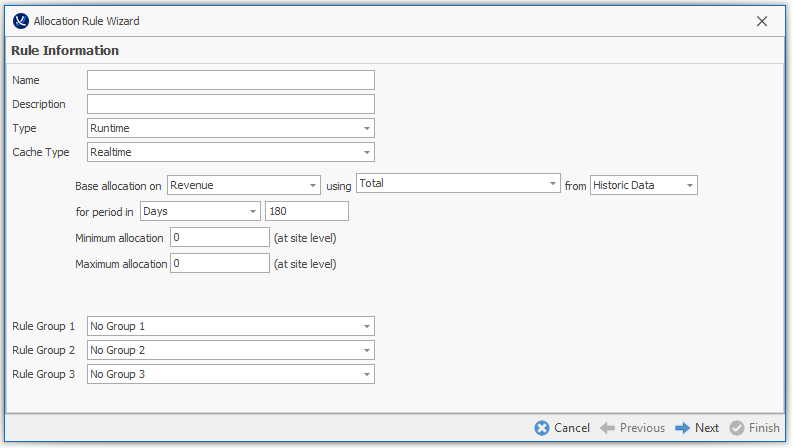 Allocation Rule Wizard
Rule Information
Name
Description
Type Runtime
Cache Type Realtime
Base allocation on Revenue using Total from Historic Data
for period in Days 180
Minimum allocation 0 (at site level)
Maximum allocation 0 (at site level)
Rule Group 1 No Group 1
Rule Group 2 No Group 2
Rule Group 3 No Group 3
Cancel Previous Next Finish